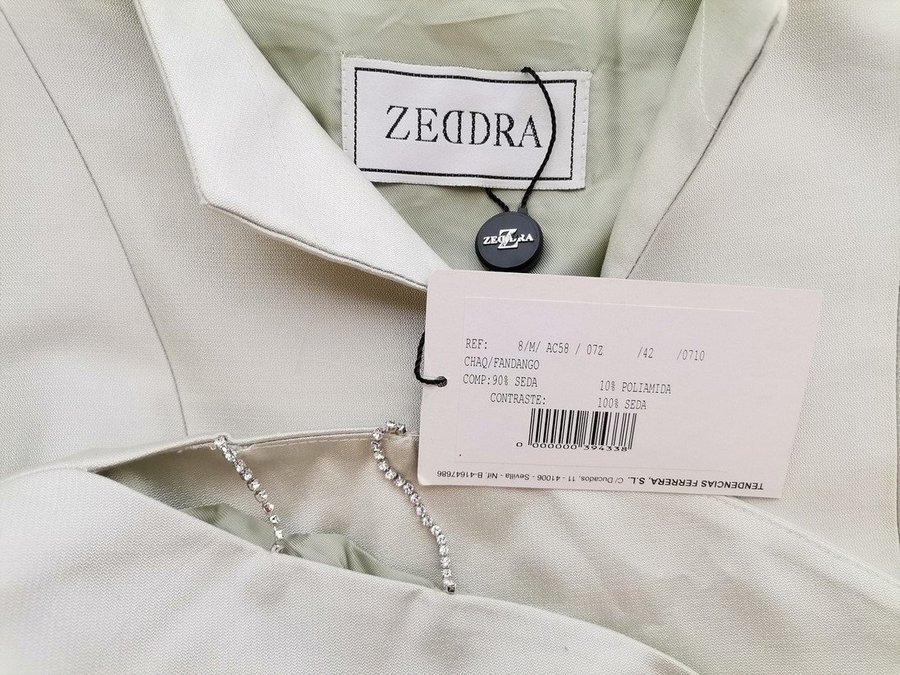 ZEDDRA
ZEDDRA
REF: 8/M/ AC58 / 07Z /42 /0710
CHAQ/FANDANGO
COMP:90% SEDA 10% POLIAMIDA
CONTRASTE: 100% SEDA
0 000000 394338
TENDENCIAS FERRERA, S.L. C/ Ducados, 11 - 41006 - Sevilla - Nif. B-41647686